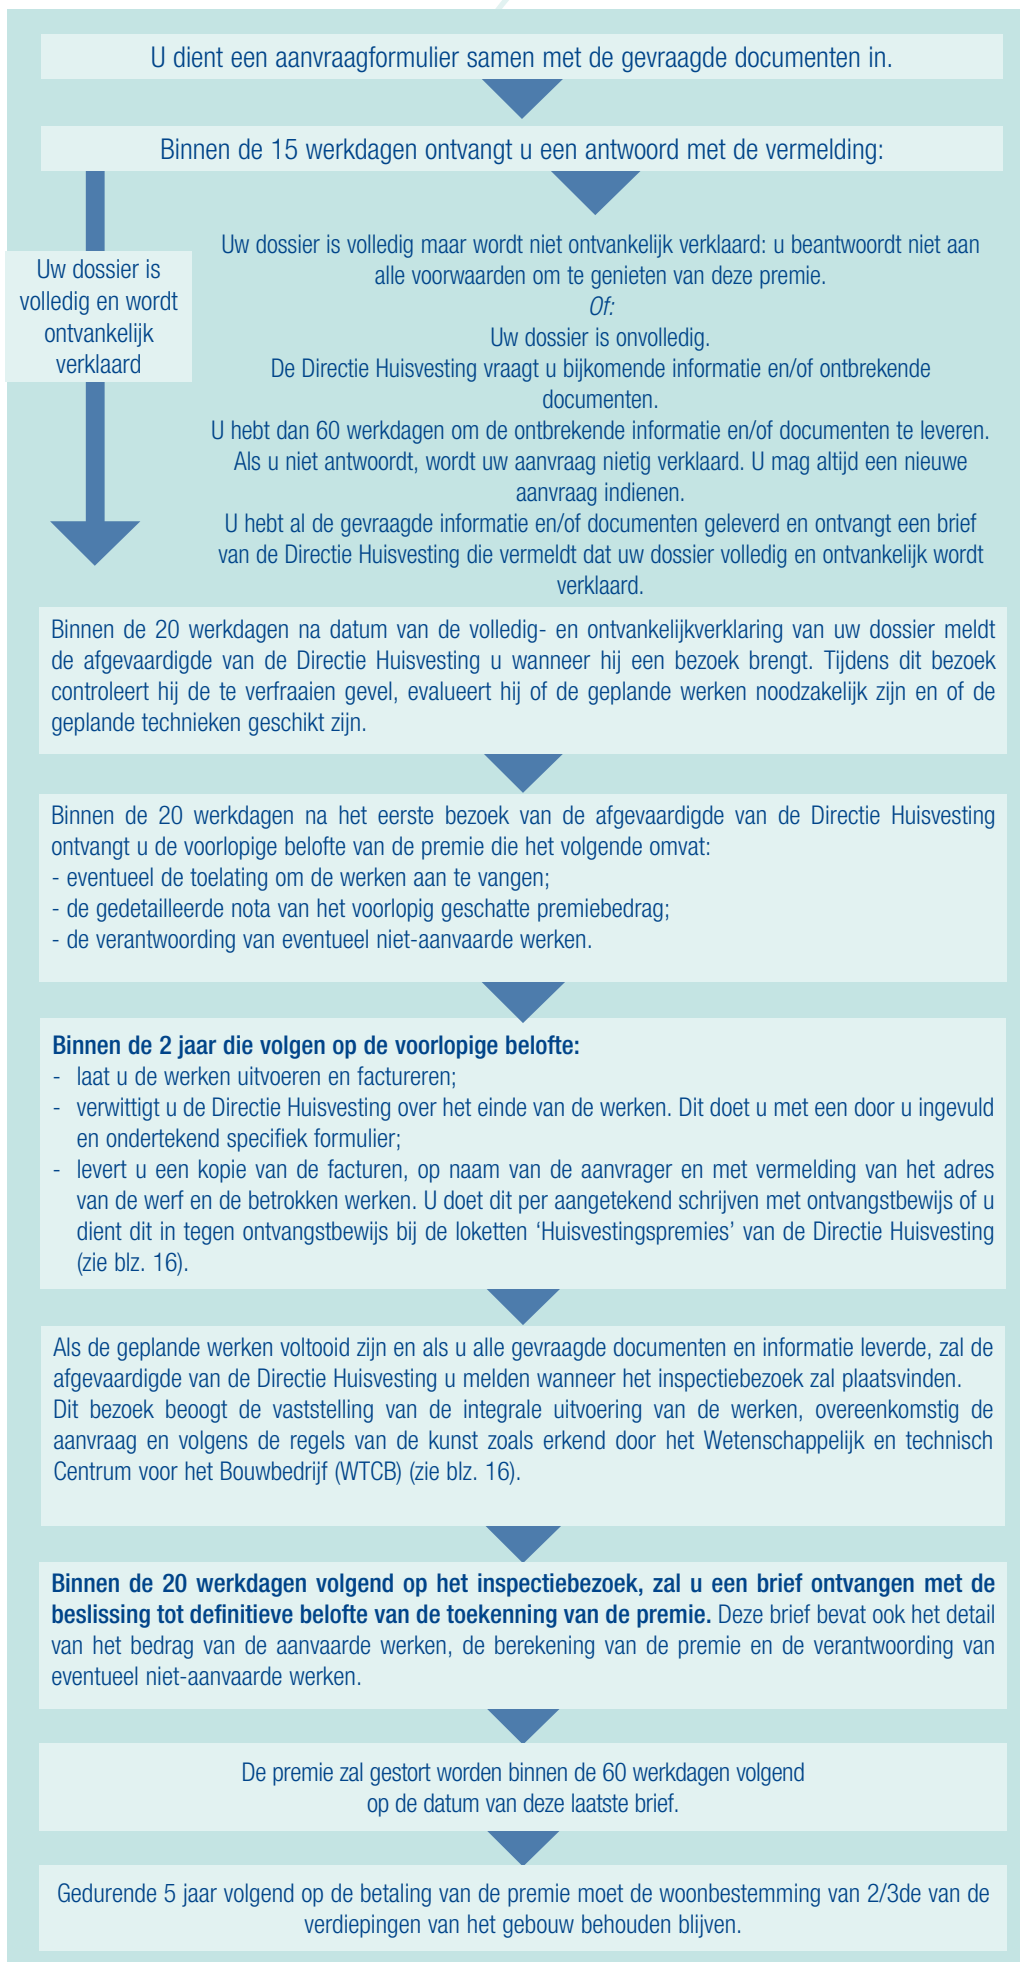 U dient een aanvraagformulier samen met de gevraagde documenten in.
Binnen de 15 werkdagen ontvangt u een antwoord met de vermelding:
Uw dossier is
volledig en wordt
ontvankelijk
verklaard
Uw dossier is volledig maar wordt niet ontvankelijk verklaard: u beantwoordt niet aan
alle voorwaarden om te genieten van deze premie.
Of:
Uw dossier is onvolledig.
De Directie Huisvesting vraagt u bijkomende informatie en/of ontbrekende
documenten.
U hebt dan 60 werkdagen om de ontbrekende informatie en/of documenten te leveren.
Als u niet antwoordt, wordt uw aanvraag nietig verklaard. U mag altijd een nieuwe
aanvraag indienen.
U hebt al de gevraagde informatie en/of documenten geleverd en ontvangt een brief
van de Directie Huisvesting die vermeldt dat uw dossier volledig en ontvankelijk wordt
verklaard.
Binnen de 20 werkdagen na datum van de volledig- en ontvankelijkverklaring van uw dossier meldt
de afgevaardigde van de Directie Huisvesting u wanneer hij een bezoek brengt. Tijdens dit bezoek
controleert hij de te verfraaien gevel, evalueert hij of de geplande werken noodzakelijk zijn en of de
geplande technieken geschikt zijn.
Binnen de 20 werkdagen na het eerste bezoek van de afgevaardigde van de Directie Huisvesting
ontvangt u de voorlopige belofte van de premie die het volgende omvat:
- eventueel de toelating om de werken aan te vangen;
- de gedetailleerde nota van het voorlopig geschatte premiebedrag;
- de verantwoording van eventueel niet-aanvaarde werken.
Binnen de 2 jaar die volgen op de voorlopige belofte:
- laat u de werken uitvoeren en factureren;
- verwittigt u de Directie Huisvesting over het einde van de werken. Dit doet u met een door u ingevuld
en ondertekend specifiek formulier;
- levert u een kopie van de facturen, op naam van de aanvrager en met vermelding van het adres
van de werf en de betrokken werken. U doet dit per aangetekend schrijven met ontvangstbewijs of u
dient dit in tegen ontvangstbewijs bij de loketten ‘Huisvestingspremies’ van de Directie Huisvesting
(zie blz. 16).
Als de geplande werken voltooid zijn en als u alle gevraagde documenten en informatie leverde, zal de
afgevaardigde van de Directie Huisvesting u melden wanneer het inspectiebezoek zal plaatsvinden.
Dit bezoek beoogt de vaststelling van de integrale uitvoering van de werken, overeenkomstig de
aanvraag en volgens de regels van de kunst zoals erkend door het Wetenschappelijk en technisch
Centrum voor het Bouwbedrijf (WTCB) (zie blz. 16).
Binnen de 20 werkdagen volgend op het inspectiebezoek, zal u een brief ontvangen met de
beslissing tot definitieve belofte van de toekenning van de premie. Deze brief bevat ook het detail
van het bedrag van de aanvaarde werken, de berekening van de premie en de verantwoording van
eventueel niet-aanvaarde werken.
De premie zal gestort worden binnen de 60 werkdagen volgend
op de datum van deze laatste brief.
Gedurende 5 jaar volgend op de betaling van de premie moet de woonbestemming van 2/3de van de
verdiepingen van het gebouw behouden blijven.